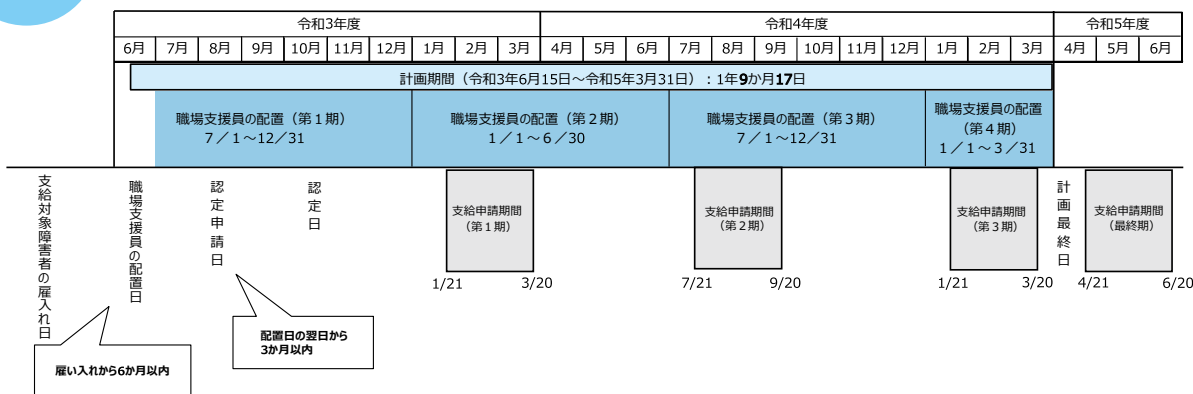 令和3年度 令和4年度 令和5年度
6月 7月 8月 9月 10月 11月 12月 1月 2月 3月 4月 5月 6月 7月 8月 9月 10月 11月 12月 1月 2月 3月 4月 5月 6月
計画期間（令和3年6月15日～令和5年3月31日）：1年9か月17日
職場支援員の配置（第１期）
７／１～12／31
職場支援員の配置（第２期）
１／１～６／30
職場支援員の配置（第３期）
７／１～12／31
職場支援員の配置
（第４期）
１／１～３／31
支給対象障害者の雇入れ日
職場支援員の配置日
認定申請日
認定日
支給申請期間
（第１期）
1/21 3/20
支給申請期間
（第２期）
7/21 9/20
支給申請期間
（第３期）
1/21 3/20
計画最終日
支給申請期間
（最終期）
4/21 6/20
配置日の翌日から
3か月以内
雇い入れから6か月以内